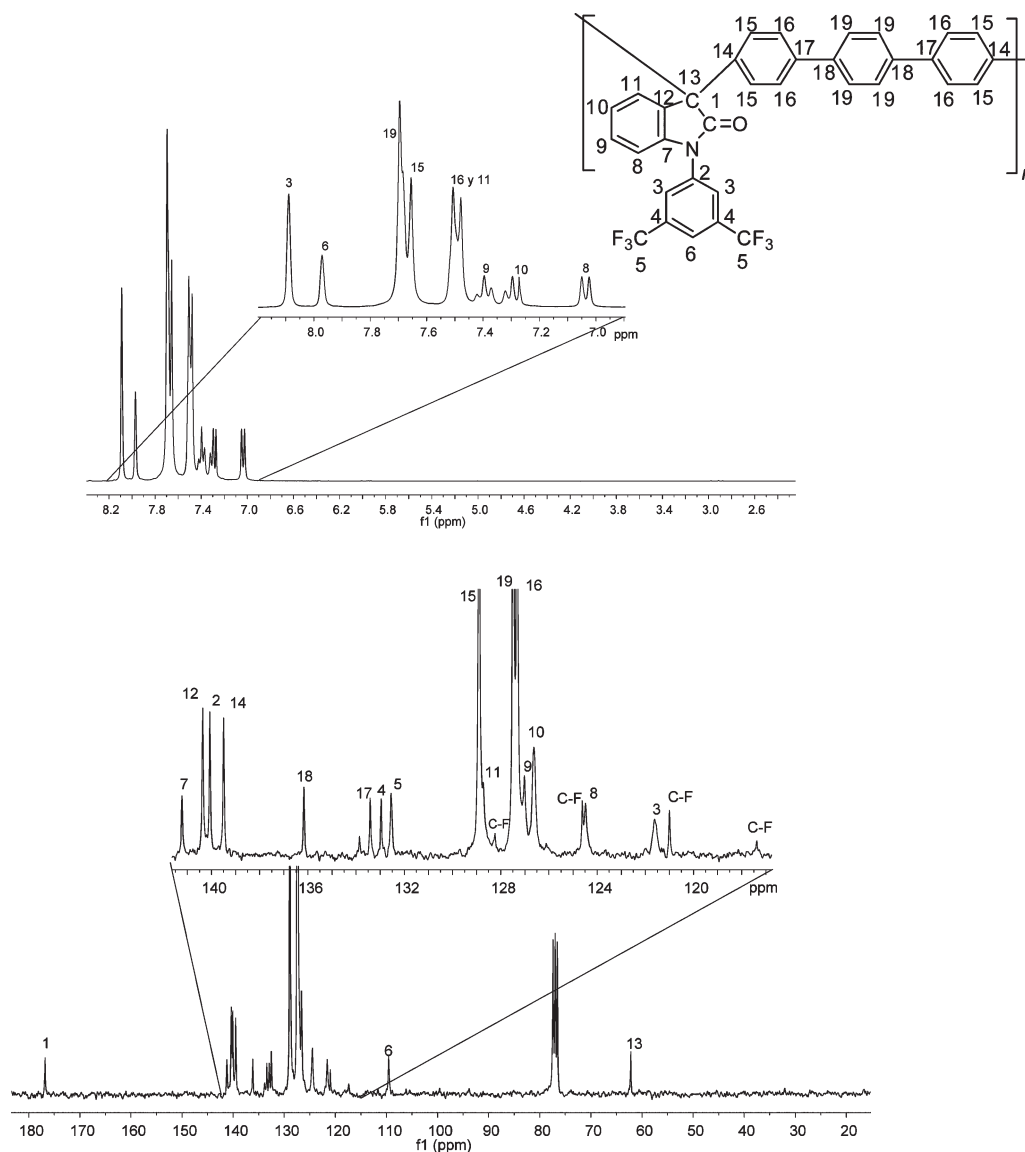 15 16 19 19 16 15
14 17 18 18 17 14
15 16 19 19 16 15
13
11 12 1
10 O
9 7 N
8 2
3 3
4 4
F3C 6 CF3
5 5
n
3 6 19 15 16 y 11 9 10 8
8.0 7.8 7.6 7.4 7.2 7.0
ppm
8.2 7.8 7.4 7.0 6.6 6.2 5.8 5.4 5.0 4.6 4.2 3.8 3.4 3.0 2.6
f1 (ppm)
7 12 2 14 18 17 4 5 15 11 C-F 19 16 9 10 C-F 8 3 C-F C-F
140 136 132 128 124 120 ppm
1 6 13
180 170 160 150 140 130 120 110 100 90 80 70 60 50 40 30 20
f1 (ppm)